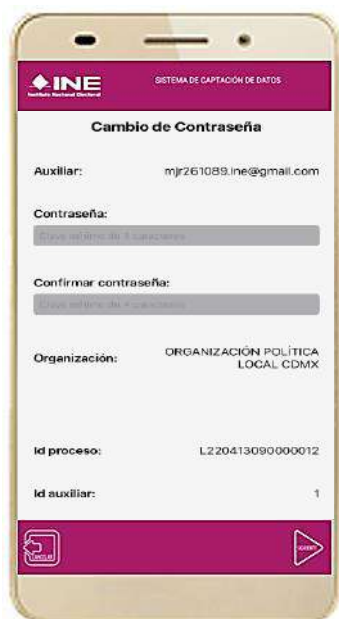 INE
Instituto Nacional Electoral
SISTEMA DE CAPTACIÓN DE DATOS
Cambio de Contraseña
Auxiliar: mjr261089.ine@gmail.com
Contraseña:
Confirmar contraseña:
Organización: ORGANIZACIÓN POLÍTICA
LOCAL CDMX
Id proceso: L220413090000012
Id auxiliar: 1
CANCELAR